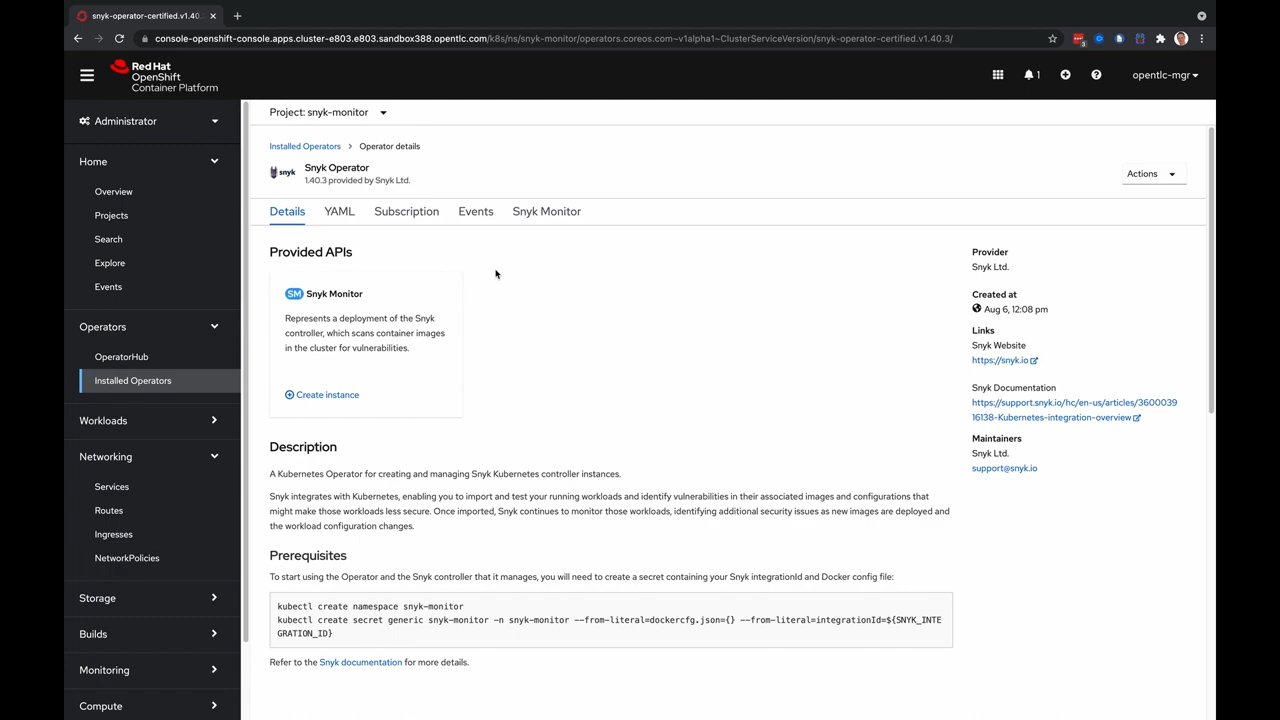 snyk-operator-certified.v1.40.
console-openshift-console.apps.cluster-e803.e803.sandbox388.opentlc.com/k8s/ns/snyk-monitor/operators.coreos.com~v1alpha1~ClusterServiceVersion/snyk-operator-certified.v1.40.3/
3
Red Hat
OpenShift
Container Platform
1
opentlc-mgr
Administrator
Home
Overview
Projects
Search
Explore
Events
Operators
OperatorHub
Installed Operators
Workloads
Networking
Services
Routes
Ingresses
NetworkPolicies
Storage
Builds
Monitoring
Compute
Project: snyk-monitor
Installed Operators > Operator details
snyk
Snyk Operator
1.40.3 provided by Snyk Ltd.
Actions
Details YAML Subscription Events Snyk Monitor
Provided APIs
SM Snyk Monitor
Represents a deployment of the Snyk
controller, which scans container images
in the cluster for vulnerabilities.
Create instance
Description
A Kubernetes Operator for creating and managing Snyk Kubernetes controller instances.
Snyk integrates with Kubernetes, enabling you to import and test your running workloads and identify vulnerabilities in their associated images and configurations that
might make those workloads less secure. Once imported, Snyk continues to monitor those workloads, identifying additional security issues as new images are deployed and
the workload configuration changes.
Prerequisites
To start using the Operator and the Snyk controller that it manages, you will need to create a secret containing your Snyk integrationId and Docker config file:
kubectl create namespace snyk-monitor
kubectl create secret generic snyk-monitor -n snyk-monitor --from-literal=dockercfg.json={} --from-literal=integrationId=${SNYK_INTE
GRATION_ID}
Refer to the Snyk documentation for more details.
Provider
Snyk Ltd.
Created at
Aug 6, 12:08 pm
Links
Snyk Website
https://snyk.io
Snyk Documentation
https://support.snyk.io/hc/en-us/articles/3600039
16138-Kubernetes-integration-overview
Maintainers
Snyk Ltd.
support@snyk.io